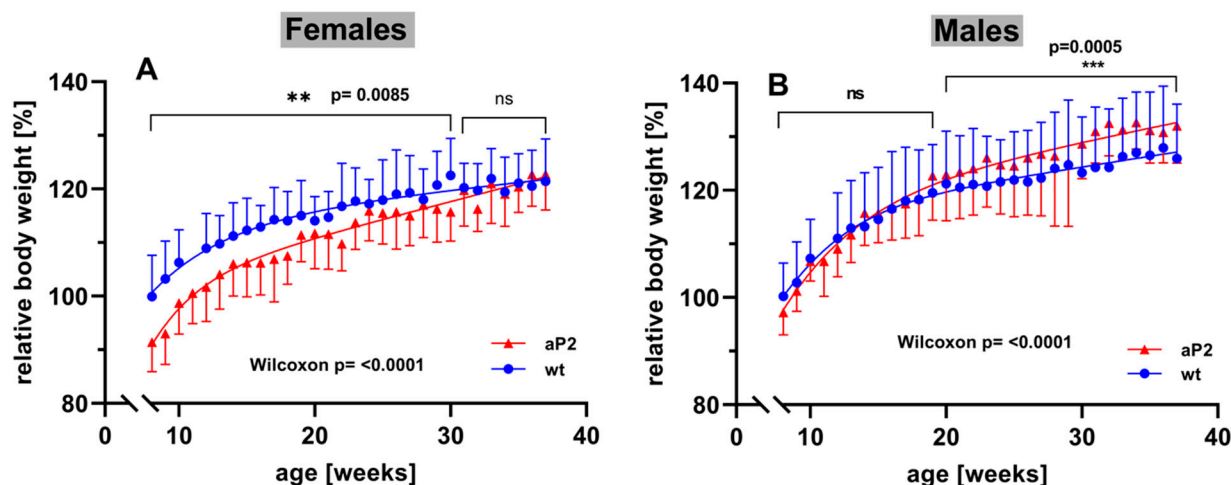 Females
A
relative body weight [%]
140
120
100
80
** p= 0.0085
ns
Wilcoxon p= <0.0001
aP2
wt
0
10
20
30
40
age [weeks]
Males
B
relative body weight [%]
140
120
100
80
ns
p=0.0005
***
Wilcoxon p= <0.0001
aP2
wt
0
10
20
30
40
age [weeks]